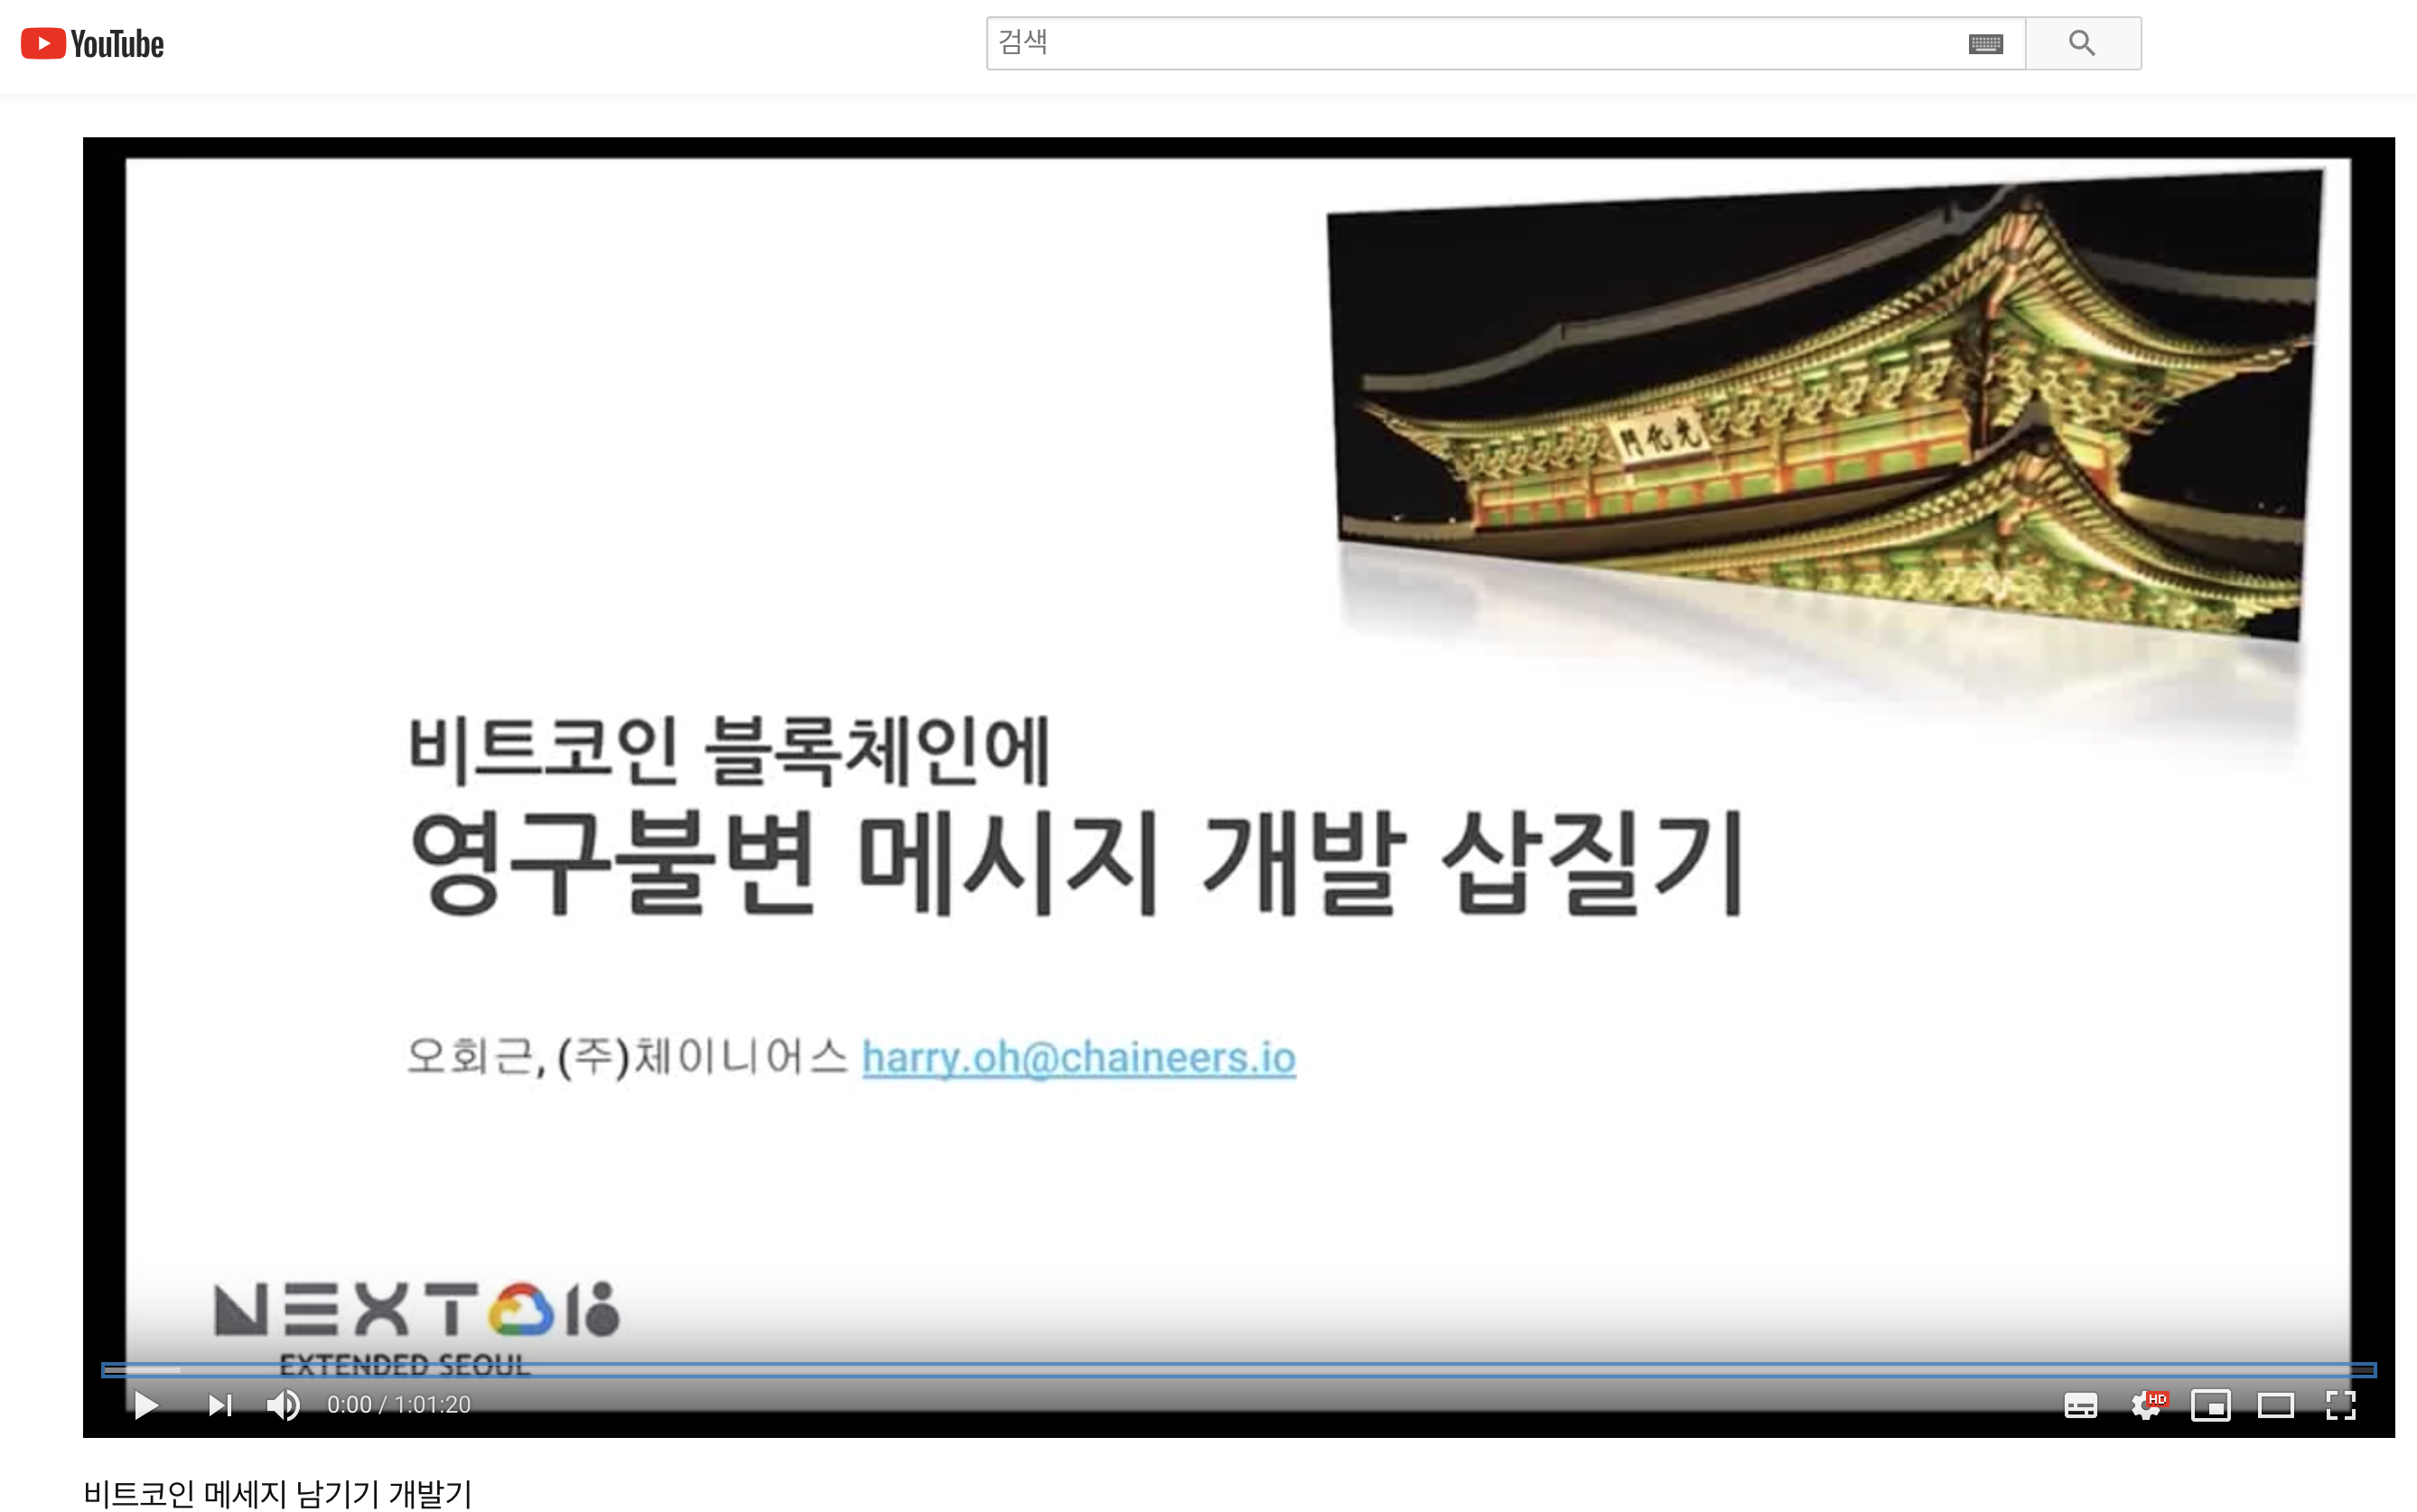 YouTube
검색
門化光
비트코인 블록체인에
영구불변 메시지 개발 삽질기
오회근, (주)체이니어스 harry.oh@chaineers.io
NEXT 18
EXTENDED SEOUL
0:00 / 1:01:20
HD
비트코인 메세지 남기기 개발기